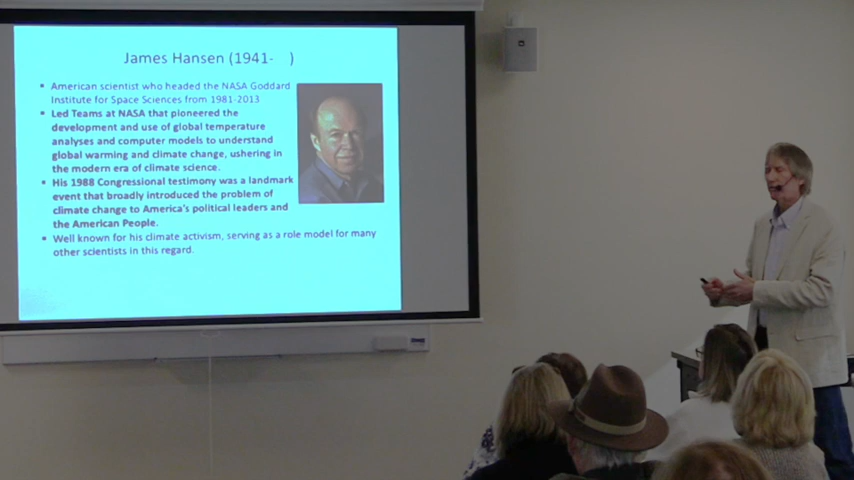 James Hansen (1941-   )
• American scientist who headed the NASA Goddard
Institute for Space Sciences from 1981-2013
• Led Teams at NASA that pioneered the
development and use of global temperature
analyses and computer models to understand
global warming and climate change, ushering in
the modern era of climate science.
• His 1988 Congressional testimony was a landmark
event that broadly introduced the problem of
climate change to America's political leaders and
the American People.
• Well known for his climate activism, serving as a role model for many
other scientists in this regard.